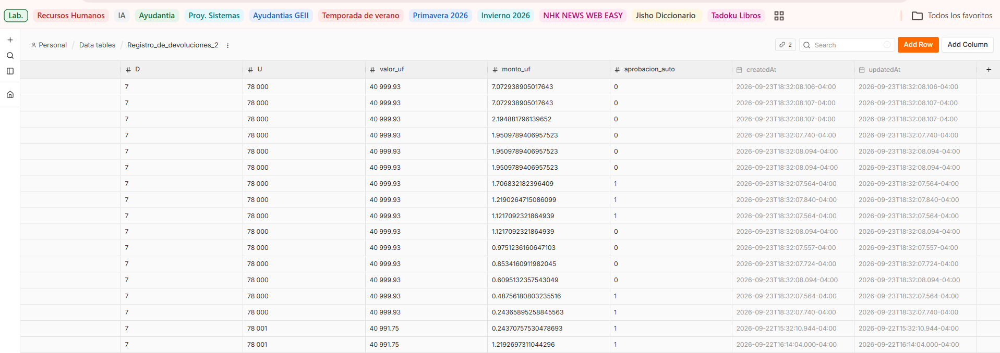 Lab. Recursos Humanos IA Ayudantia Proy. Sistemas Ayudantias GEII Temporada de verano Primavera 2026 Invierno 2026 NHK NEWS WEB EASY Jisho Diccionario Tadoku Libros Todos los favoritos
Personal / Data tables / Registro_de_devoluciones_2 2 Search Add Row Add Column
# D # U # valor_uf # monto_uf # aprobacion_auto createdAt updatedAt +
7 78 000 40 999.93 7.072938905017643 0 2026-09-23T18:32:08.106-04:00 2026-09-23T18:32:08.106-04:00
7 78 000 40 999.93 7.072938905017643 0 2026-09-23T18:32:08.107-04:00 2026-09-23T18:32:08.107-04:00
7 78 000 40 999.93 2.194881796139652 0 2026-09-23T18:32:08.107-04:00 2026-09-23T18:32:08.107-04:00
7 78 000 40 999.93 1.9509789406957523 0 2026-09-23T18:32:07.740-04:00 2026-09-23T18:32:07.740-04:00
7 78 000 40 999.93 1.9509789406957523 0 2026-09-23T18:32:08.094-04:00 2026-09-23T18:32:08.094-04:00
7 78 000 40 999.93 1.9509789406957523 0 2026-09-23T18:32:08.094-04:00 2026-09-23T18:32:08.094-04:00
7 78 000 40 999.93 1.706832182396409 1 2026-09-23T18:32:07.564-04:00 2026-09-23T18:32:07.564-04:00
7 78 000 40 999.93 1.2190264715086099 1 2026-09-23T18:32:07.840-04:00 2026-09-23T18:32:07.840-04:00
7 78 000 40 999.93 1.1217092321864939 1 2026-09-23T18:32:07.564-04:00 2026-09-23T18:32:07.564-04:00
7 78 000 40 999.93 1.1217092321864939 0 2026-09-23T18:32:08.094-04:00 2026-09-23T18:32:08.094-04:00
7 78 000 40 999.93 0.9751236160647103 0 2026-09-23T18:32:07.557-04:00 2026-09-23T18:32:07.557-04:00
7 78 000 40 999.93 0.8534160911982045 0 2026-09-23T18:32:07.724-04:00 2026-09-23T18:32:07.724-04:00
7 78 000 40 999.93 0.6095132357543049 0 2026-09-23T18:32:08.094-04:00 2026-09-23T18:32:08.094-04:00
7 78 000 40 999.93 0.48756180803235516 1 2026-09-23T18:32:07.564-04:00 2026-09-23T18:32:07.564-04:00
7 78 000 40 999.93 0.24365895258845563 1 2026-09-23T18:32:07.740-04:00 2026-09-23T18:32:07.740-04:00
7 78 001 40 991.75 0.24370757530478693 1 2026-09-22T15:32:10.944-04:00 2026-09-22T15:32:10.944-04:00
7 78 001 40 991.75 1.2192697311044296 1 2026-09-22T16:14:04.000-04:00 2026-09-22T16:14:04.000-04:00